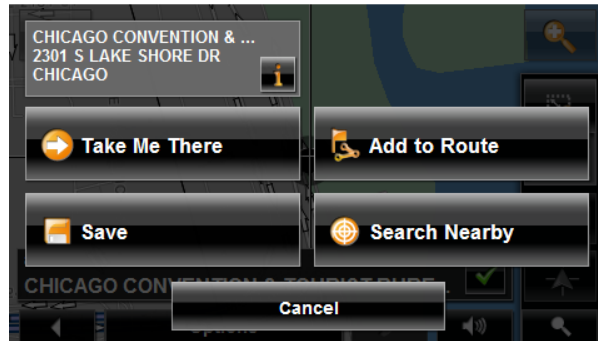 CHICAGO CONVENTION & ...
2301 S LAKE SHORE DR
CHICAGO
i
Take Me There
Add to Route
Save
Search Nearby
CHICAGO CONVENTION & TOURIST BURE...
Cancel
Options